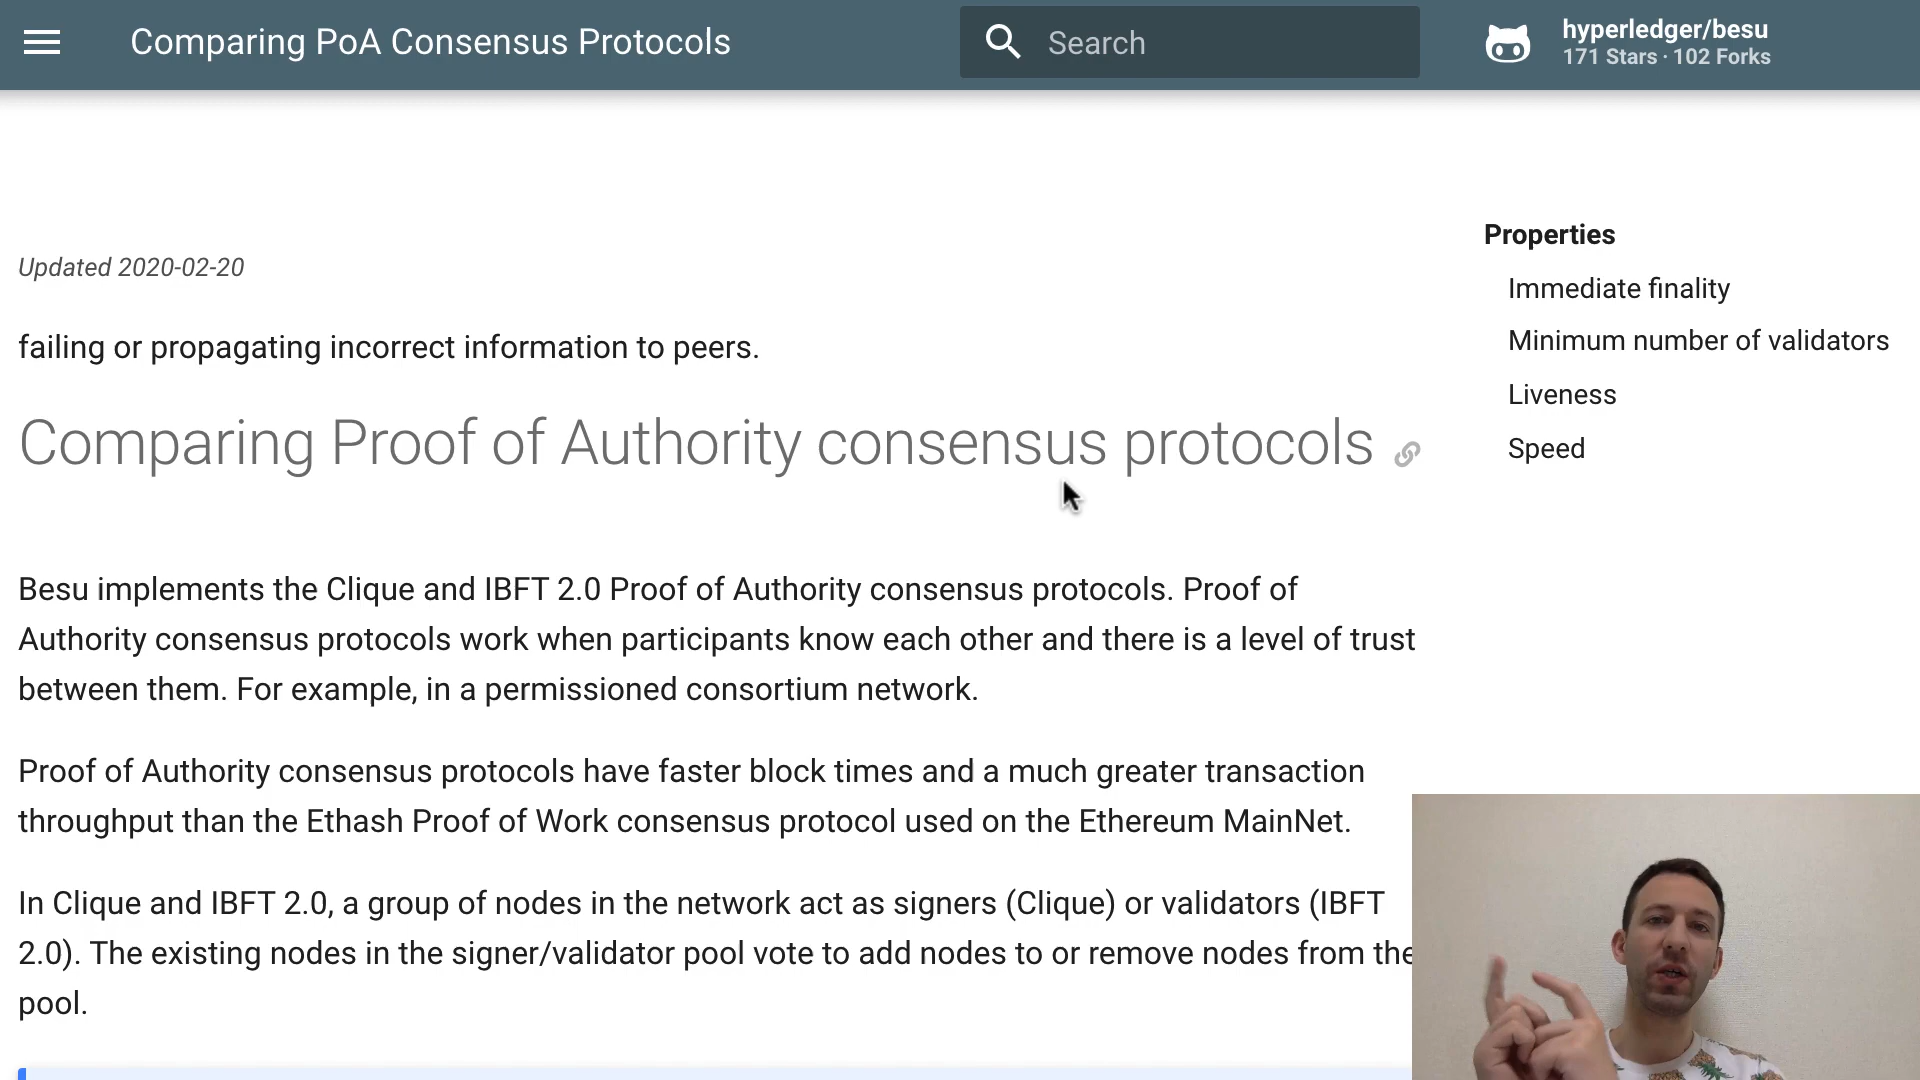 Comparing PoA Consensus Protocols
Search
hyperledger/besu
171 Stars · 102 Forks
Updated 2020-02-20
failing or propagating incorrect information to peers.
Comparing Proof of Authority consensus protocols
Besu implements the Clique and IBFT 2.0 Proof of Authority consensus protocols. Proof of
Authority consensus protocols work when participants know each other and there is a level of trust
between them. For example, in a permissioned consortium network.
Proof of Authority consensus protocols have faster block times and a much greater transaction
throughput than the Ethash Proof of Work consensus protocol used on the Ethereum MainNet.
In Clique and IBFT 2.0, a group of nodes in the network act as signers (Clique) or validators (IBFT
2.0). The existing nodes in the signer/validator pool vote to add nodes to or remove nodes from the
pool.
Properties
Immediate finality
Minimum number of validators
Liveness
Speed